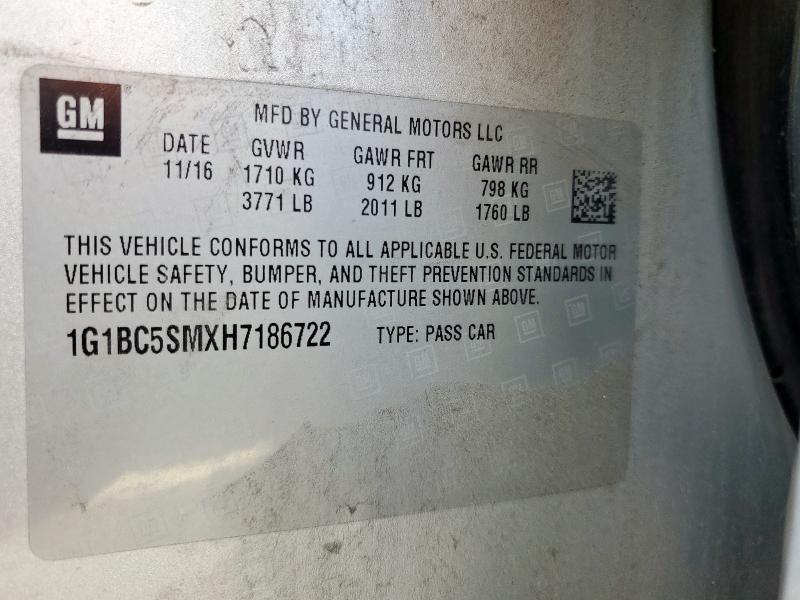 GM
MFD BY GENERAL MOTORS LLC
DATE GVWR GAWR FRT GAWR RR
11/16 1710 KG 912 KG 798 KG
3771 LB 2011 LB 1760 LB
THIS VEHICLE CONFORMS TO ALL APPLICABLE U.S. FEDERAL MOTOR
VEHICLE SAFETY, BUMPER, AND THEFT PREVENTION STANDARDS IN
EFFECT ON THE DATE OF MANUFACTURE SHOWN ABOVE.
1G1BC5SMXH7186722 TYPE: PASS CAR